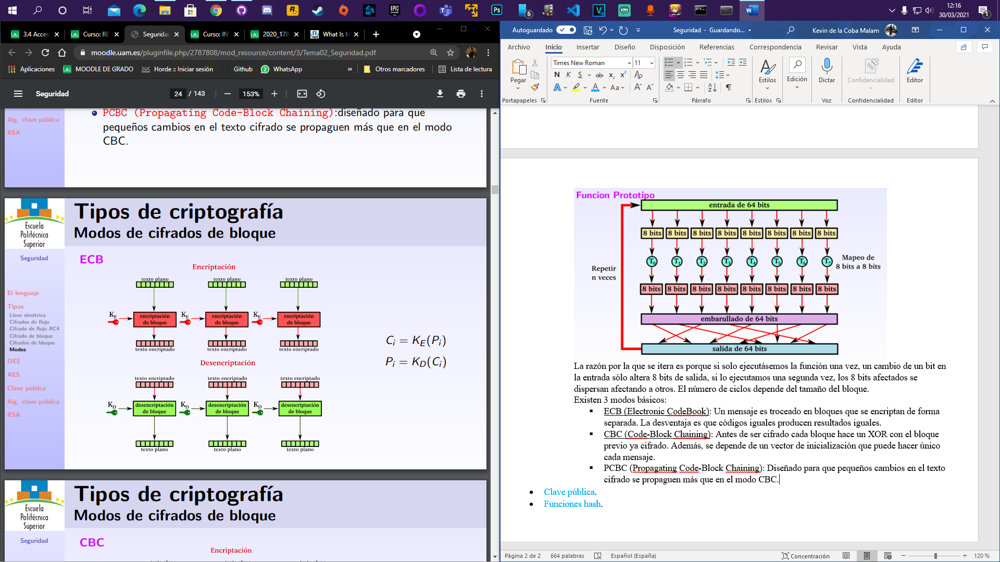 12:16
30/03/2021
3.4 Acces
Curso: RE
Seguridad
Curso: IN
2020_178
What Is M
moodle.uam.es/pluginfile.php/2787808/mod_resource/content/3/Tema02_Seguridad.pdf
Aplicaciones
MOODLE DE GRADO
Horde :: Iniciar sesión
Github
WhatsApp
»
Otros marcadores
Lista de lectura
Seguridad
24 / 143
153%
Alg. clave pública
RSA
PCBC (Propagating Code-Block Chaining):diseñado para que
pequeños cambios en el texto cifrado se propaguen más que en el modo
CBC.
Escuela
Politécnica
Superior
Seguridad
El lenguaje
Tipos
Llave simétrica
Cifrados de flujo
Cifrado de flujo RC4
Cifrado de bloque
Cifrados de bloque
Modos
DES
AES
Clave pública
Alg. clave pública
RSA
Tipos de criptografía
Modos de cifrados de bloque
ECB
Encriptación
texto plano texto plano texto plano
K_E encriptación de bloque K_E encriptación de bloque K_E encriptación de bloque
texto encriptado texto encriptado texto encriptado
Desencriptación
texto encriptado texto encriptado texto encriptado
K_D desencriptación de bloque K_D desencriptación de bloque K_D desencriptación de bloque
texto plano texto plano texto plano
C_i = K_E(P_i)
P_i = K_D(C_i)
Escuela
Politécnica
Superior
Seguridad
Tipos de criptografía
Modos de cifrados de bloque
CBC
Encriptación
Autoguardado
Seguridad - Guardando...
Kevin de la Coba Malam
Archivo Inicio Insertar Diseño Disposición Referencias Correspondencia Revisar Vista Ayuda
Pegar
Times New Roman 11
N K S ab x₂ x²
Aa
Estilos
Edición
Dictar
Confidencialidad
Editor
Portapapeles Fuente Párrafo Estilos Voz Confidencialidad Editor
Funcion Prototipo
entrada de 64 bits
8 bits 8 bits 8 bits 8 bits 8 bits 8 bits 8 bits 8 bits
T₀ T₁ T₂ T₃ T₄ T₅ T₆ T₇
Mapeo de
8 bits a 8 bits
Repetir
n veces
8 bits 8 bits 8 bits 8 bits 8 bits 8 bits 8 bits 8 bits
embarullado de 64 bits
salida de 64 bits
La razón por la que se itera es porque si solo ejecutásemos la función una vez, un cambio de un bit en
la entrada sólo altera 8 bits de salida, si lo ejecutamos una segunda vez, los 8 bits afectados se
dispersan afectando a otros. El número de ciclos depende del tamaño del bloque.
Existen 3 modos básicos:
ECB (Electronic CodeBook): Un mensaje es troceado en bloques que se encriptan de forma
separada. La desventaja es que códigos iguales producen resultados iguales.
CBC (Code-Block Chaining): Antes de ser cifrado cada bloque hace un XOR con el bloque
previo ya cifrado. Además, se depende de un vector de inicialización que puede hacer único
cada mensaje.
PCBC (Propagating Code-Block Chaining): Diseñado para que pequeños cambios en el texto
cifrado se propaguen más que en el modo CBC.
Clave pública.
Funciones hash.
Página 2 de 2 664 palabras Español (España)
Concentración
120 %